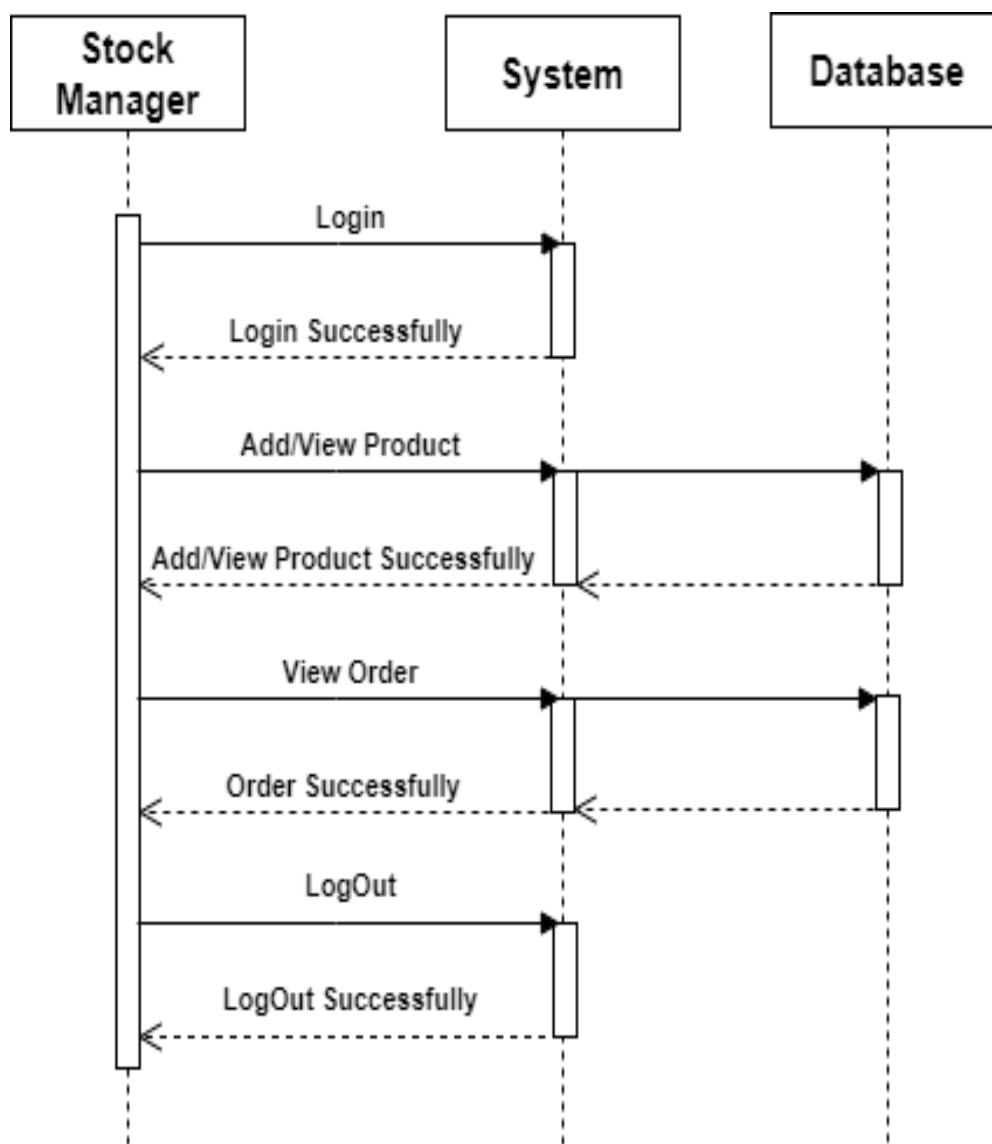 Stock
Manager
System
Database
Login
Login Successfully
Add/View Product
Add/View Product Successfully
View Order
Order Successfully
LogOut
LogOut Successfully